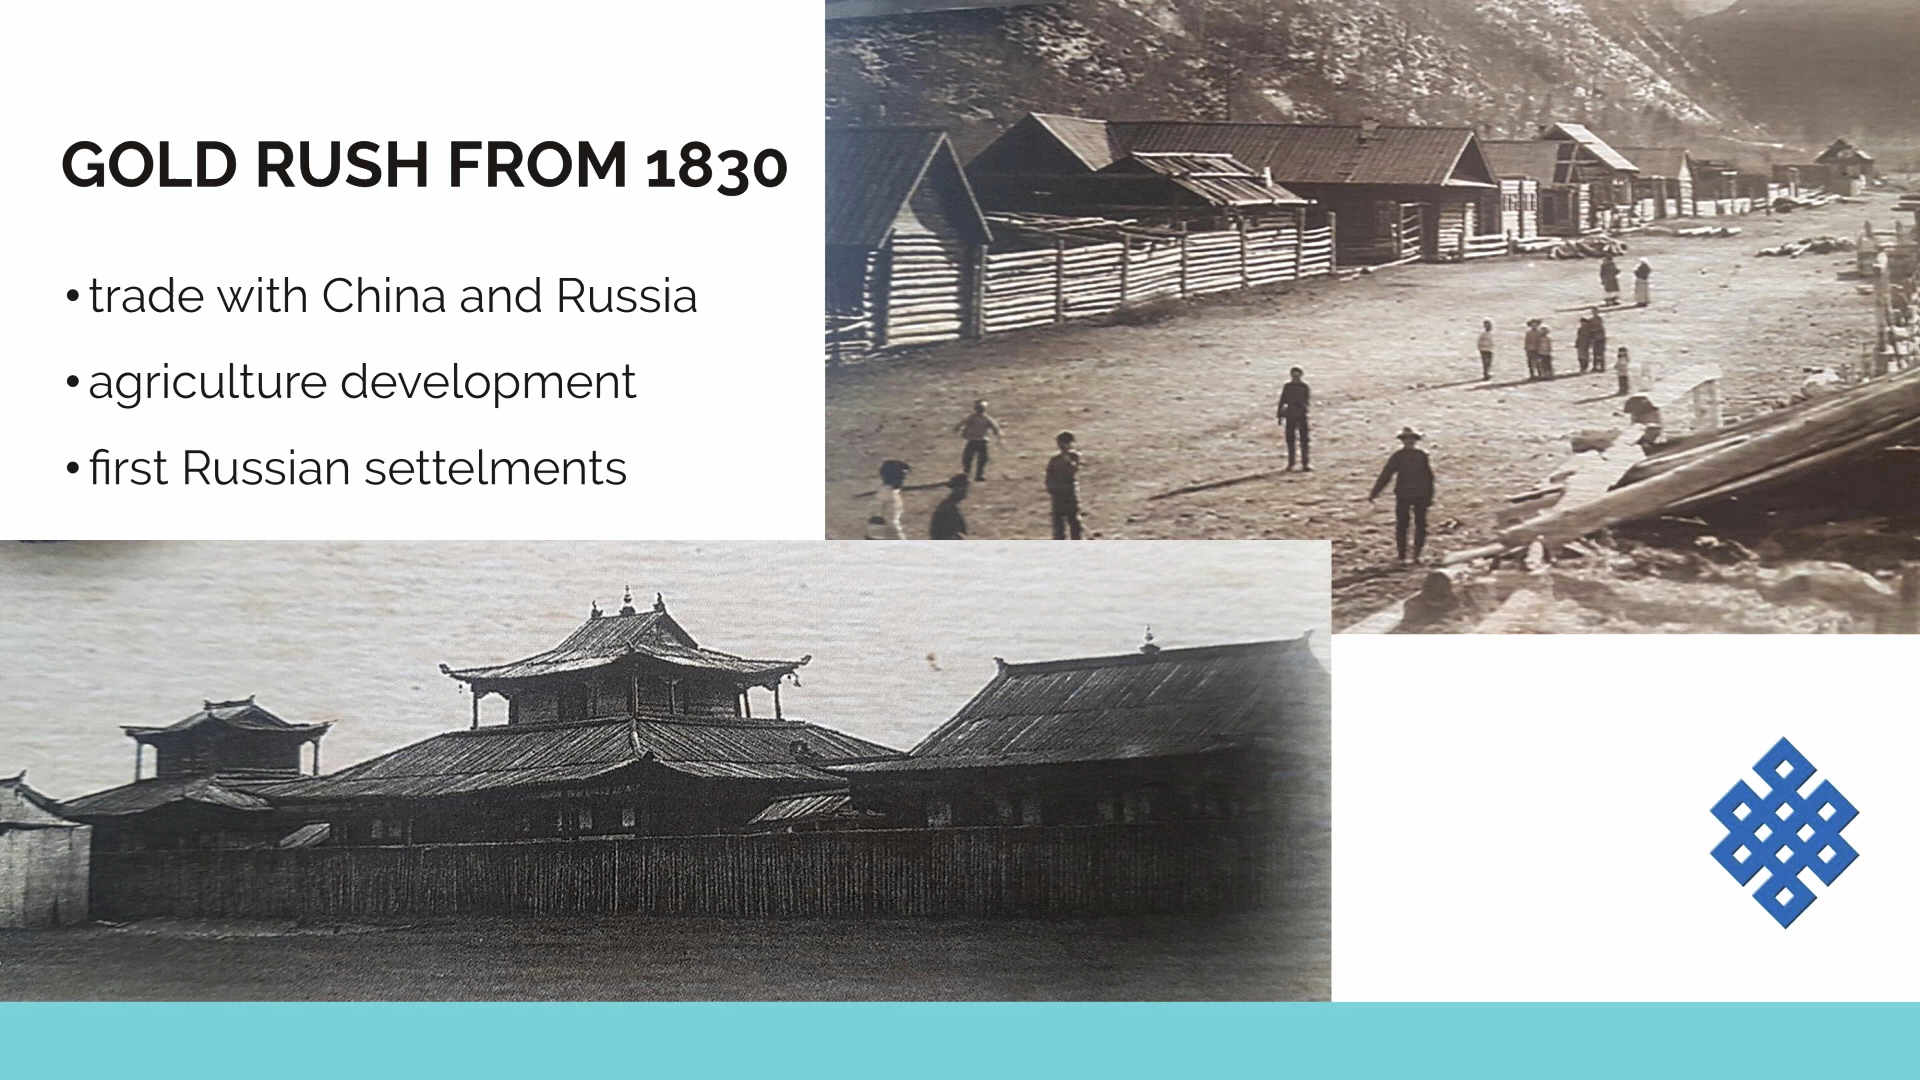 GOLD RUSH FROM 1830
• trade with China and Russia
• agriculture development
• first Russian settelments